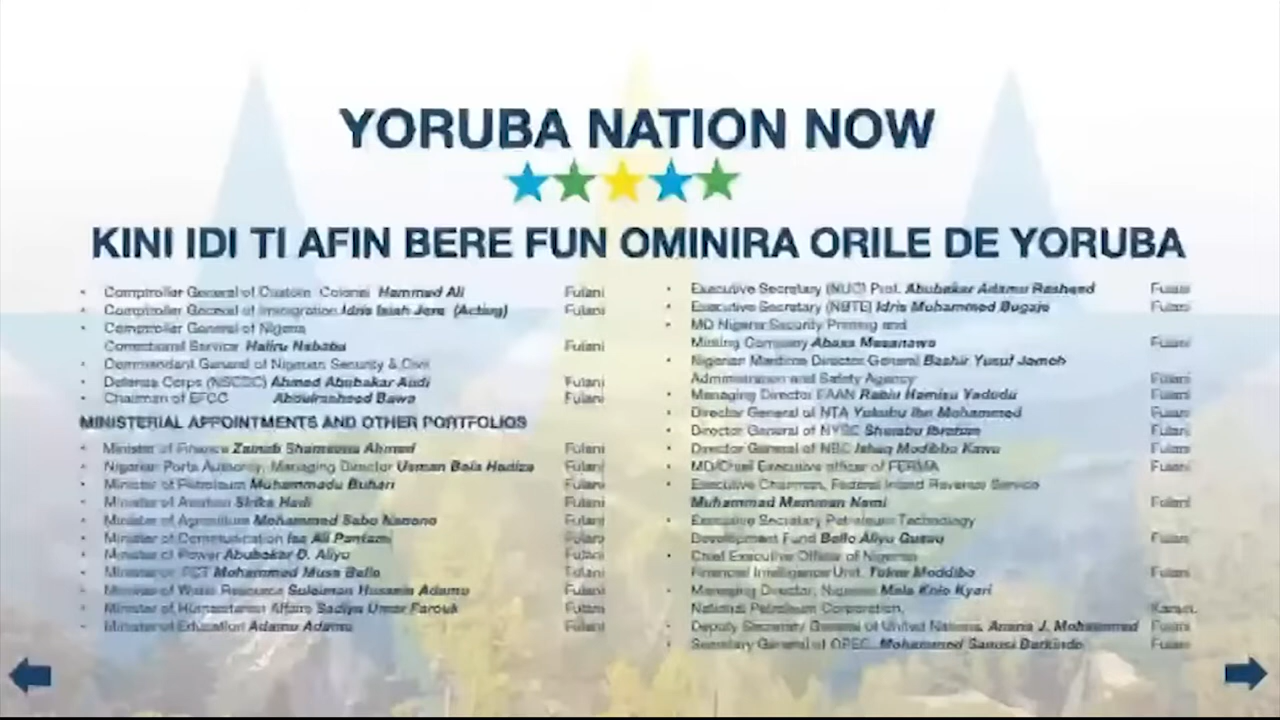 YORUBA NATION NOW
KINI IDI TI AFIN BERE FUN OMINIRA ORILE DE YORUBA
• Comptroller General of Custom Colonel Hammed Ali Fulani
• Comptroller General of Immigration Idris Isiah Jere (Acting) Fulani
• Comptroller General of Nigeria
Correctional Service Haliru Nababa Fulani
• Commandant General of Nigerian Security & Civil
• Defense Corps (NSCDC) Ahmed Abubakar Audi Fulani
• Chairman of EFCC Abdulrasheed Bawa Fulani
MINISTERIAL APPOINTMENTS AND OTHER PORTFOLIOS
• Minister of Finance Zainab Shamsuna Ahmed Fulani
• Nigerian Ports Authority, Managing Director Usman Bala Hadiza Fulani
• Minister of Petroleum Muhammadu Buhari Fulani
• Minister of Aviation Sirika Hadi Fulani
• Minister of Agriculture Mohammed Sabo Nanono Fulani
• Minister of Communication Isa Ali Pantami Fulani
• Minister of Power Abubakar D. Aliyu Fulani
• Minister of FCT Mohammed Musa Bello Fulani
• Minister of Water Resource Suleiman Hussein Adamu Fulani
• Minister of Humanitarian Affairs Sadiya Umar Farouk Fulani
• Minister of Education Adamu Adamu Fulani
• Executive Secretary (NUC) Prof. Abubakar Adamu Rasheed Fulani
• Executive Secretary (NBTE) Idris Muhammed Bugaje Fulani
• MD Nigeria Security Printing and
Minting Company Abass Masanawa Fulani
• Nigerian Maritime Director General Bashir Yusuf Jamoh
Administration and Safety Agency Fulani
• Managing Director FAAN Rabiu Hamisu Yadudu Fulani
• Director General of NTA Yakubu Ibn Mohammed Fulani
• Director General of NYSC Shuaibu Ibrahim Fulani
• Director General of NBC Ishaq Modibbo Kawu Fulani
• MD/Chief Executive officer of FERMA Fulani
• Executive Chairman, Federal Inland Revenue Service
Muhammad Mamman Nami Fulani
• Executive Secretary Petroleum Technology
Development Fund Bello Aliyu Gusau Fulani
• Chief Executive Officer of Nigerian
Financial Intelligence Unit, Modibbo Fulani
• Managing Director, Nigerian Mele Kolo Kyari
National Petroleum Corporation, Kanuri
• Deputy Secretary General of United Nations, Amina J. Mohammed Fulani
• Secretary General of OPEC, Mohammed Sanusi Barkindo Fulani